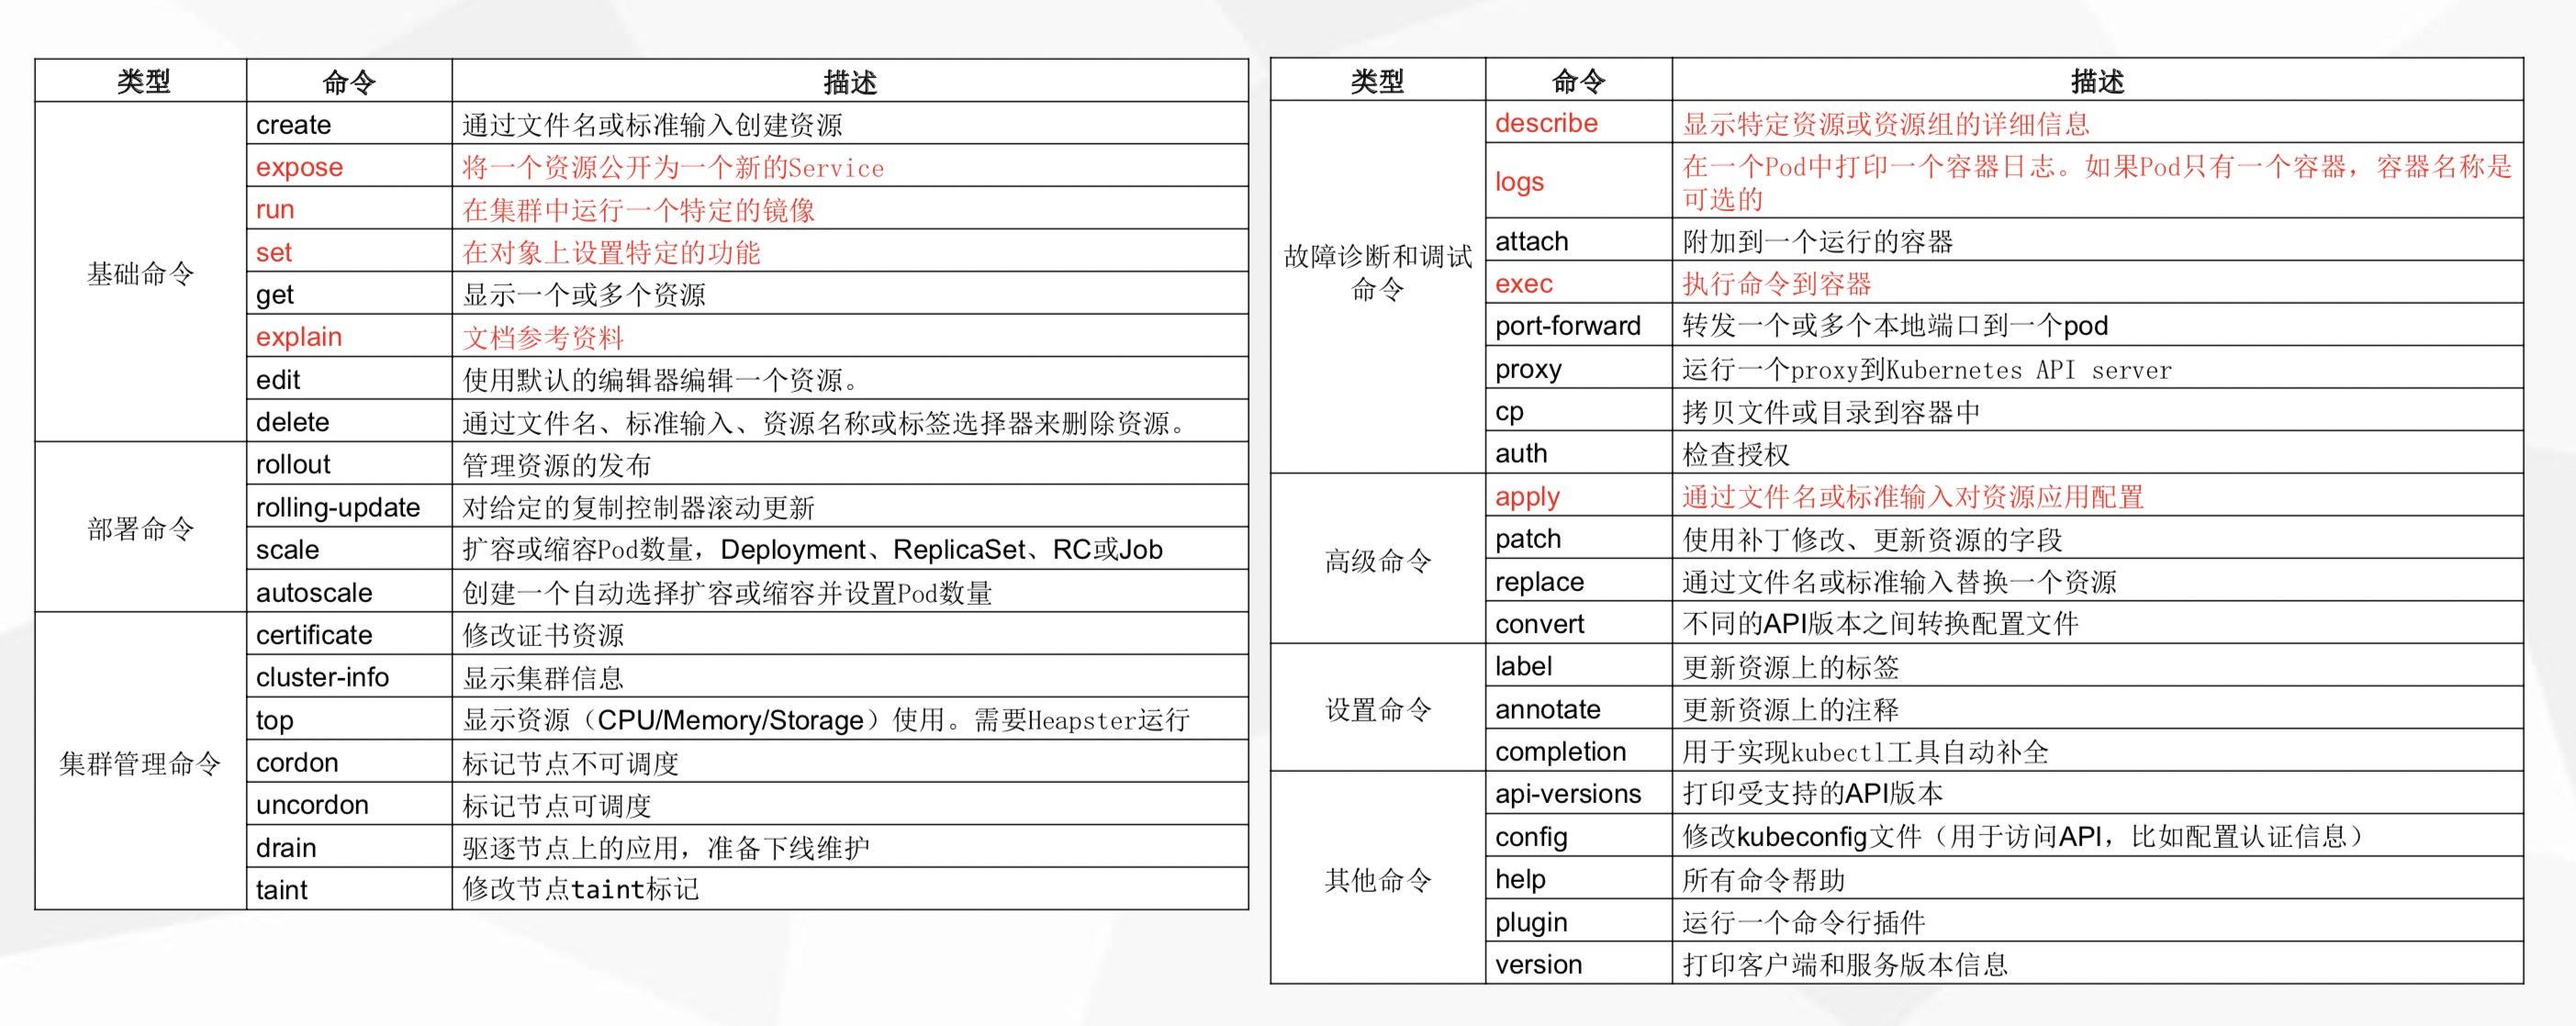 类型 命令 描述
基础命令
create 通过文件名或标准输入创建资源
expose 将一个资源公开为一个新的Service
run 在集群中运行一个特定的镜像
set 在对象上设置特定的功能
get 显示一个或多个资源
explain 文档参考资料
edit 使用默认的编辑器编辑一个资源。
delete 通过文件名、标准输入、资源名称或标签选择器来删除资源。
部署命令
rollout 管理资源的发布
rolling-update 对给定的复制控制器滚动更新
scale 扩容或缩容Pod数量，Deployment、ReplicaSet、RC或Job
autoscale 创建一个自动选择扩容或缩容并设置Pod数量
集群管理命令
certificate 修改证书资源
cluster-info 显示集群信息
top 显示资源（CPU/Memory/Storage）使用。需要Heapster运行
cordon 标记节点不可调度
uncordon 标记节点可调度
drain 驱逐节点上的应用，准备下线维护
taint 修改节点taint标记
类型 命令 描述
故障诊断和调试
命令
describe 显示特定资源或资源组的详细信息
logs 在一个Pod中打印一个容器日志。如果Pod只有一个容器，容器名称是
可选的
attach 附加到一个运行的容器
exec 执行命令到容器
port-forward 转发一个或多个本地端口到一个pod
proxy 运行一个proxy到Kubernetes API server
cp 拷贝文件或目录到容器中
auth 检查授权
高级命令
apply 通过文件名或标准输入对资源应用配置
patch 使用补丁修改、更新资源的字段
replace 通过文件名或标准输入替换一个资源
convert 不同的API版本之间转换配置文件
设置命令
label 更新资源上的标签
annotate 更新资源上的注释
completion 用于实现kubectl工具自动补全
其他命令
api-versions 打印受支持的API版本
config 修改kubeconfig文件（用于访问API，比如配置认证信息）
help 所有命令帮助
plugin 运行一个命令行插件
version 打印客户端和服务版本信息